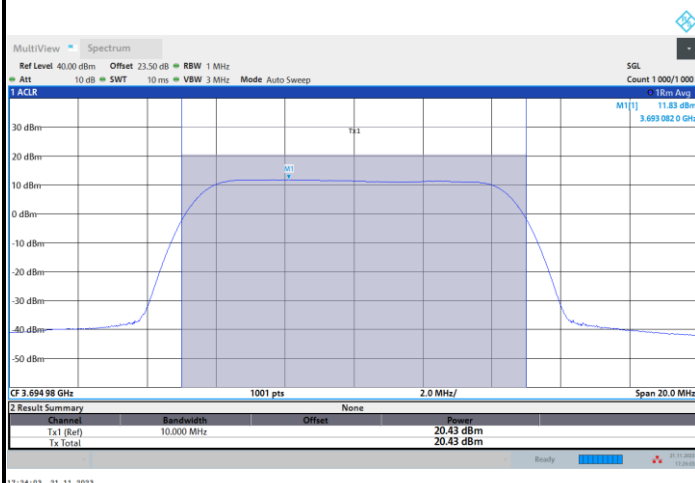 MultiView Spectrum
Ref Level 40.00 dBm Offset 23.50 dB RBW 1 MHz SGL
Att 10 dB SWT 10 ms VBW 3 MHz Mode Auto Sweep Count 1 000/1 000
1 ACLR 1Rm Avg
M1[1] 11.83 dBm
3.693 082 0 GHz
30 dBm
Tx1
20 dBm
M1
10 dBm
0 dBm
-10 dBm
-20 dBm
-30 dBm
-40 dBm
-50 dBm
CF 3.694 98 GHz 1001 pts 2.0 MHz/ Span 20.0 MHz
2 Result Summary None
Channel Bandwidth Offset Power
Tx1 (Ref) 10.000 MHz 20.43 dBm
Tx Total 20.43 dBm
Ready